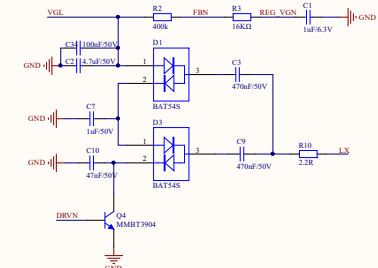 VGL
R2
FBN
R3
REG_VGN
C1
400k
16KΩ
1uF/6.3V
GND
D1
C34
100nF/50V
GND
C2
4.7uF/50V
1
2
3
C3
470nF/50V
BAT54S
C7
GND
1uF/50V
D3
1
2
3
C9
470nF/50V
R10
LX
2.2R
C10
GND
47nF/50V
BAT54S
DRVN
Q4
MMBT3904
GND